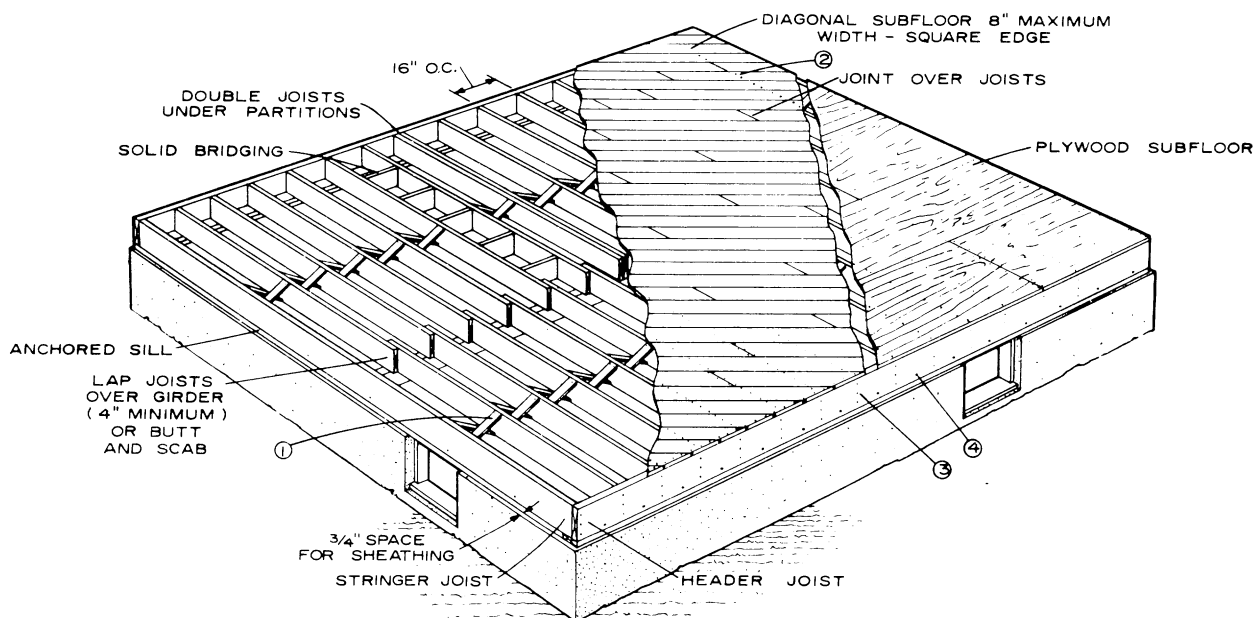 DIAGONAL SUBFLOOR 8" MAXIMUM
WIDTH - SQUARE EDGE
②
16" O.C.
JOINT OVER JOISTS
DOUBLE JOISTS
UNDER PARTITIONS
SOLID BRIDGING
PLYWOOD SUBFLOOR
ANCHORED SILL
LAP JOISTS
OVER GIRDER
(4" MINIMUM)
OR BUTT
AND SCAB
①
④
③
3/4" SPACE
FOR SHEATHING
STRINGER JOIST
HEADER JOIST